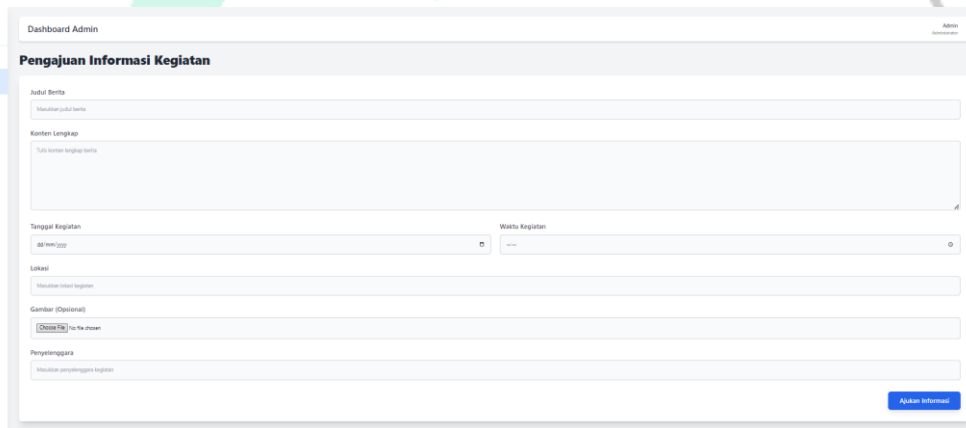 Dashboard Admin
Admin
Administrator
Pengajuan Informasi Kegiatan
Judul Berita
Masukkan judul berita
Konten Lengkap
Tulis konten lengkap berita
Tanggal Kegiatan
Waktu Kegiatan
dd/mm/yyyy
--:--
Lokasi
Masukkan lokasi kegiatan
Gambar (Opsional)
Choose File No file chosen
Penyelenggara
Masukkan penyelenggara kegiatan
Ajukan Informasi